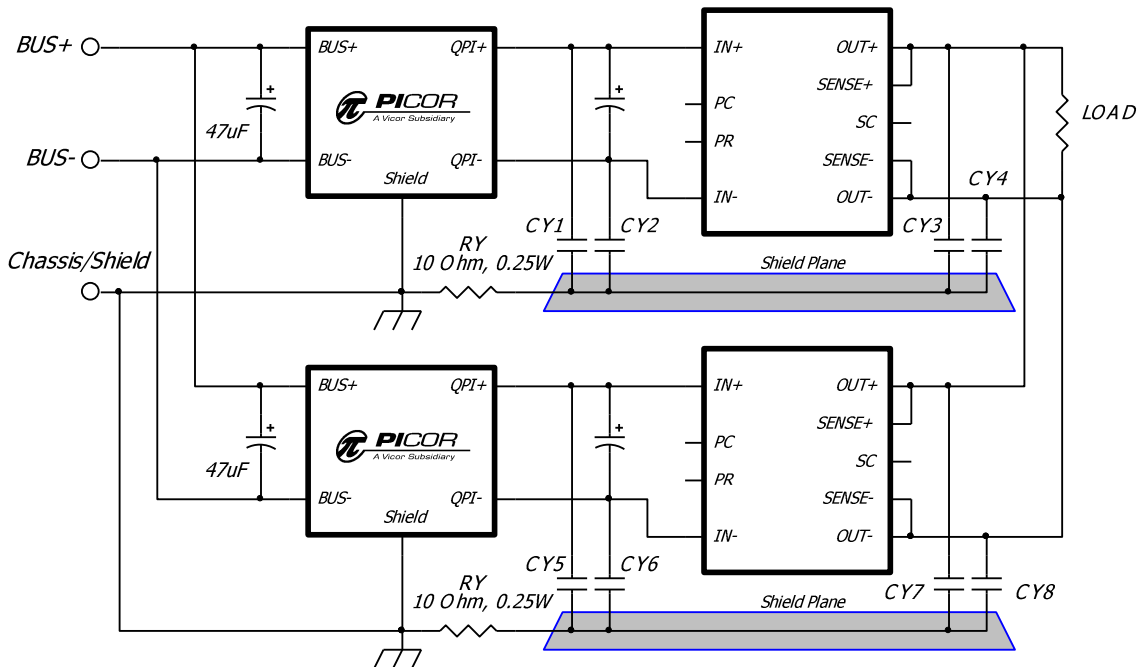 BUS+
BUS-
Chassis/Shield
47uF
BUS+
QPI+
PICOR
A Vicor Subsidiary
BUS-
QPI-
Shield
RY
10 Ohm, 0.25W
CY1
CY2
IN+
OUT+
SENSE+
PC
SC
PR
SENSE-
IN-
OUT-
CY3
CY4
LOAD
Shield Plane
47uF
BUS+
QPI+
PICOR
A Vicor Subsidiary
BUS-
QPI-
Shield
RY
10 Ohm, 0.25W
CY5
CY6
IN+
OUT+
SENSE+
PC
SC
PR
SENSE-
IN-
OUT-
CY7
CY8
Shield Plane